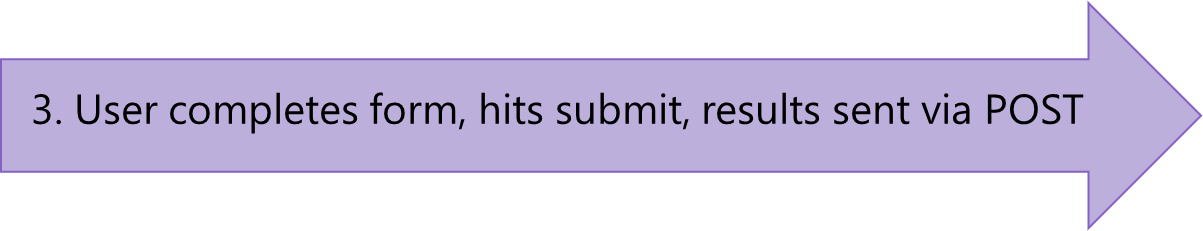 3. User completes form, hits submit, results sent via POST